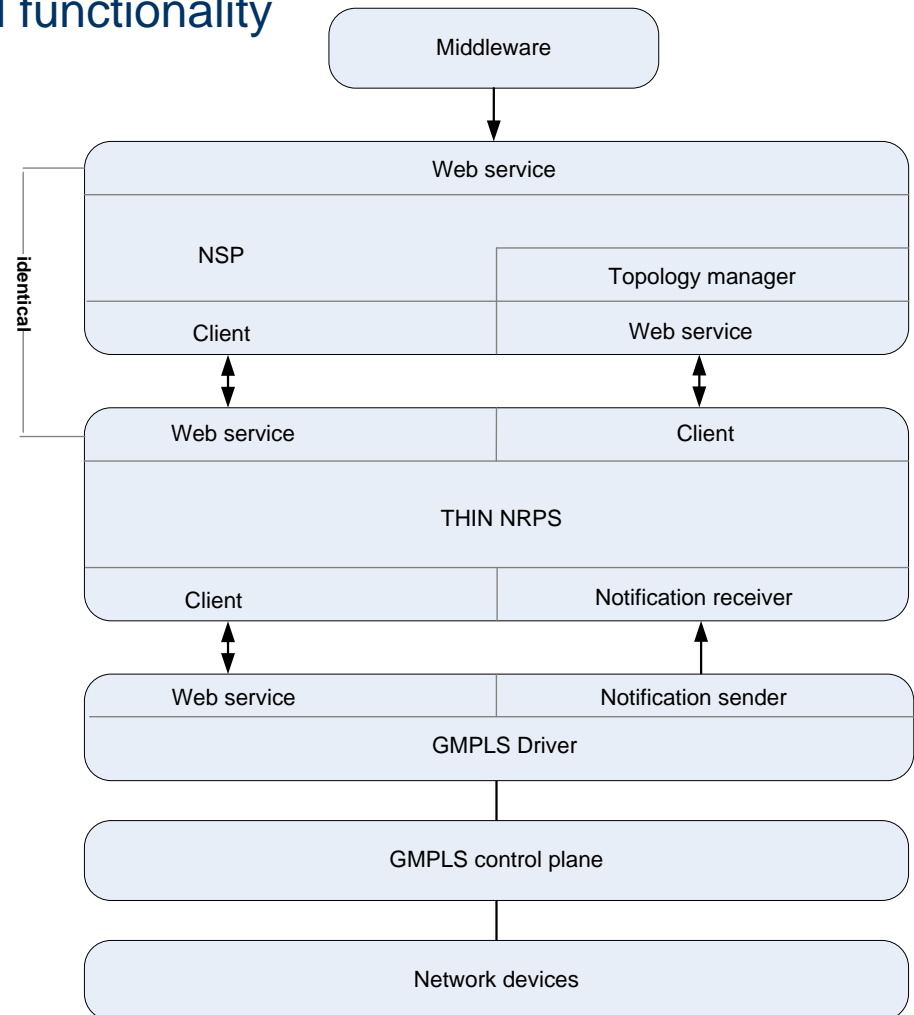 functionality
Middleware
Web service
NSP
Topology manager
Client
Web service
identical
Web service
Client
THIN NRPS
Client
Notification receiver
Web service
Notification sender
GMPLS Driver
GMPLS control plane
Network devices